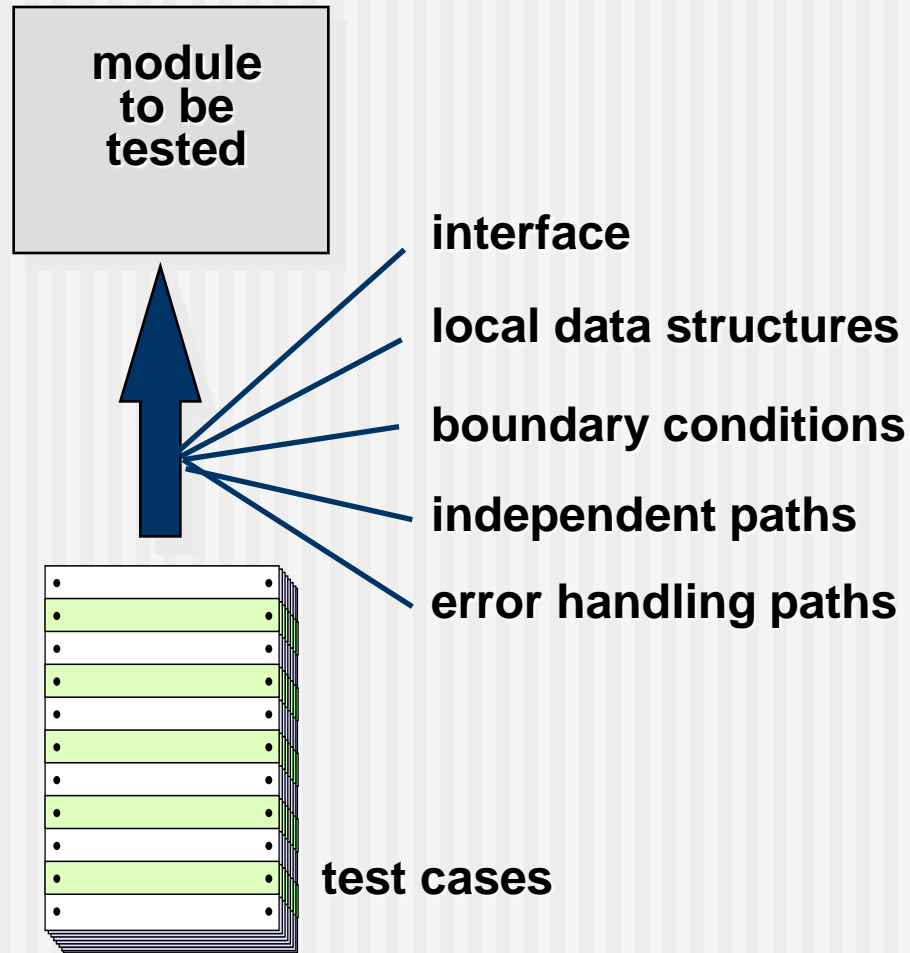 module
to be
tested
interface
local data structures
boundary conditions
independent paths
error handling paths
test cases